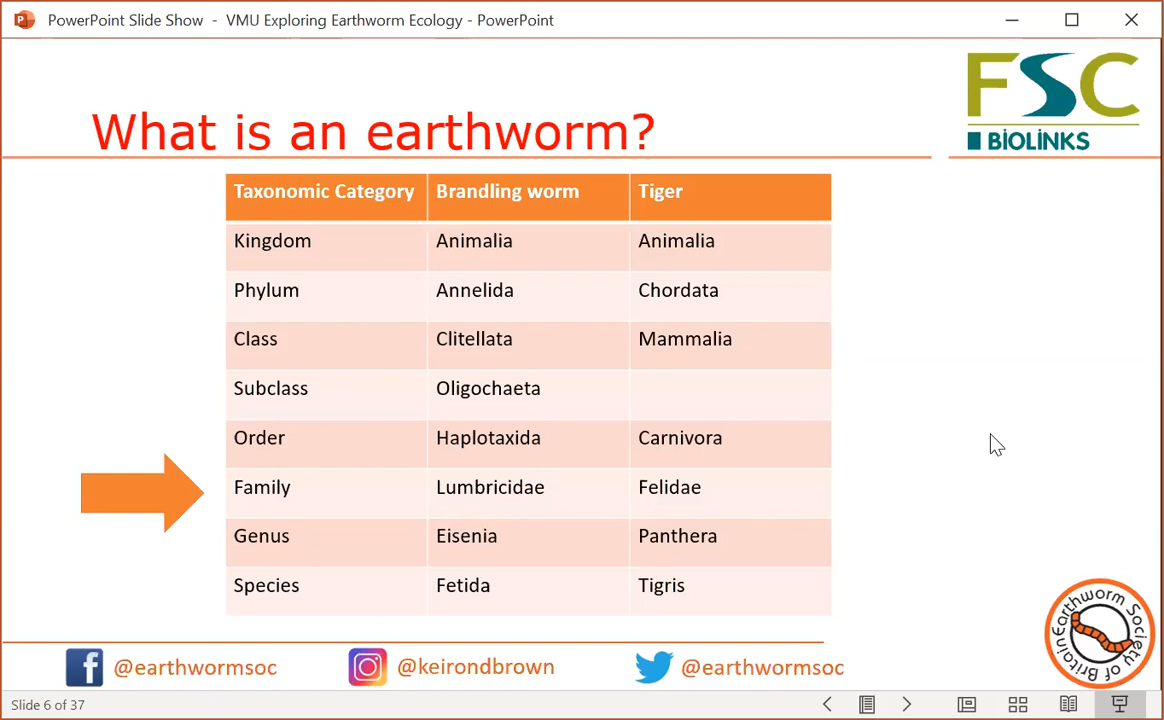 PowerPoint Slide Show - VMU Exploring Earthworm Ecology - PowerPoint
FSC
BIOLINKS
What is an earthworm?
Taxonomic Category Brandling worm Tiger
Kingdom Animalia Animalia
Phylum Annelida Chordata
Class Clitellata Mammalia
Subclass Oligochaeta
Order Haplotaxida Carnivora
Family Lumbricidae Felidae
Genus Eisenia Panthera
Species Fetida Tigris
@earthwormsoc @keirondbrown @earthwormsoc
Earthworm Society of Britain
Slide 6 of 37